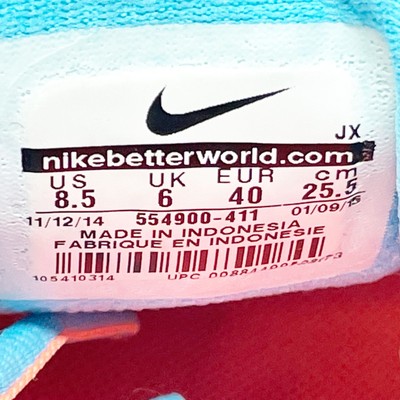 JX
nikebetterworld.com
US UK EUR cm
8.5 6 40 25.5
11/12/14 554900-411 01/09/15
MADE IN INDONESIA
FABRIQUE EN INDONESIE
UPC